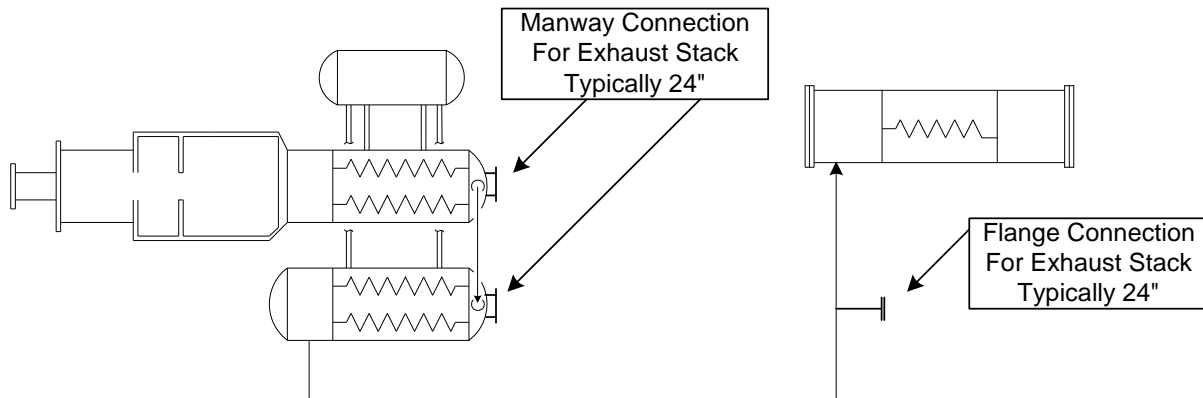 Manway Connection
For Exhaust Stack
Typically 24"
Flange Connection
For Exhaust Stack
Typically 24"